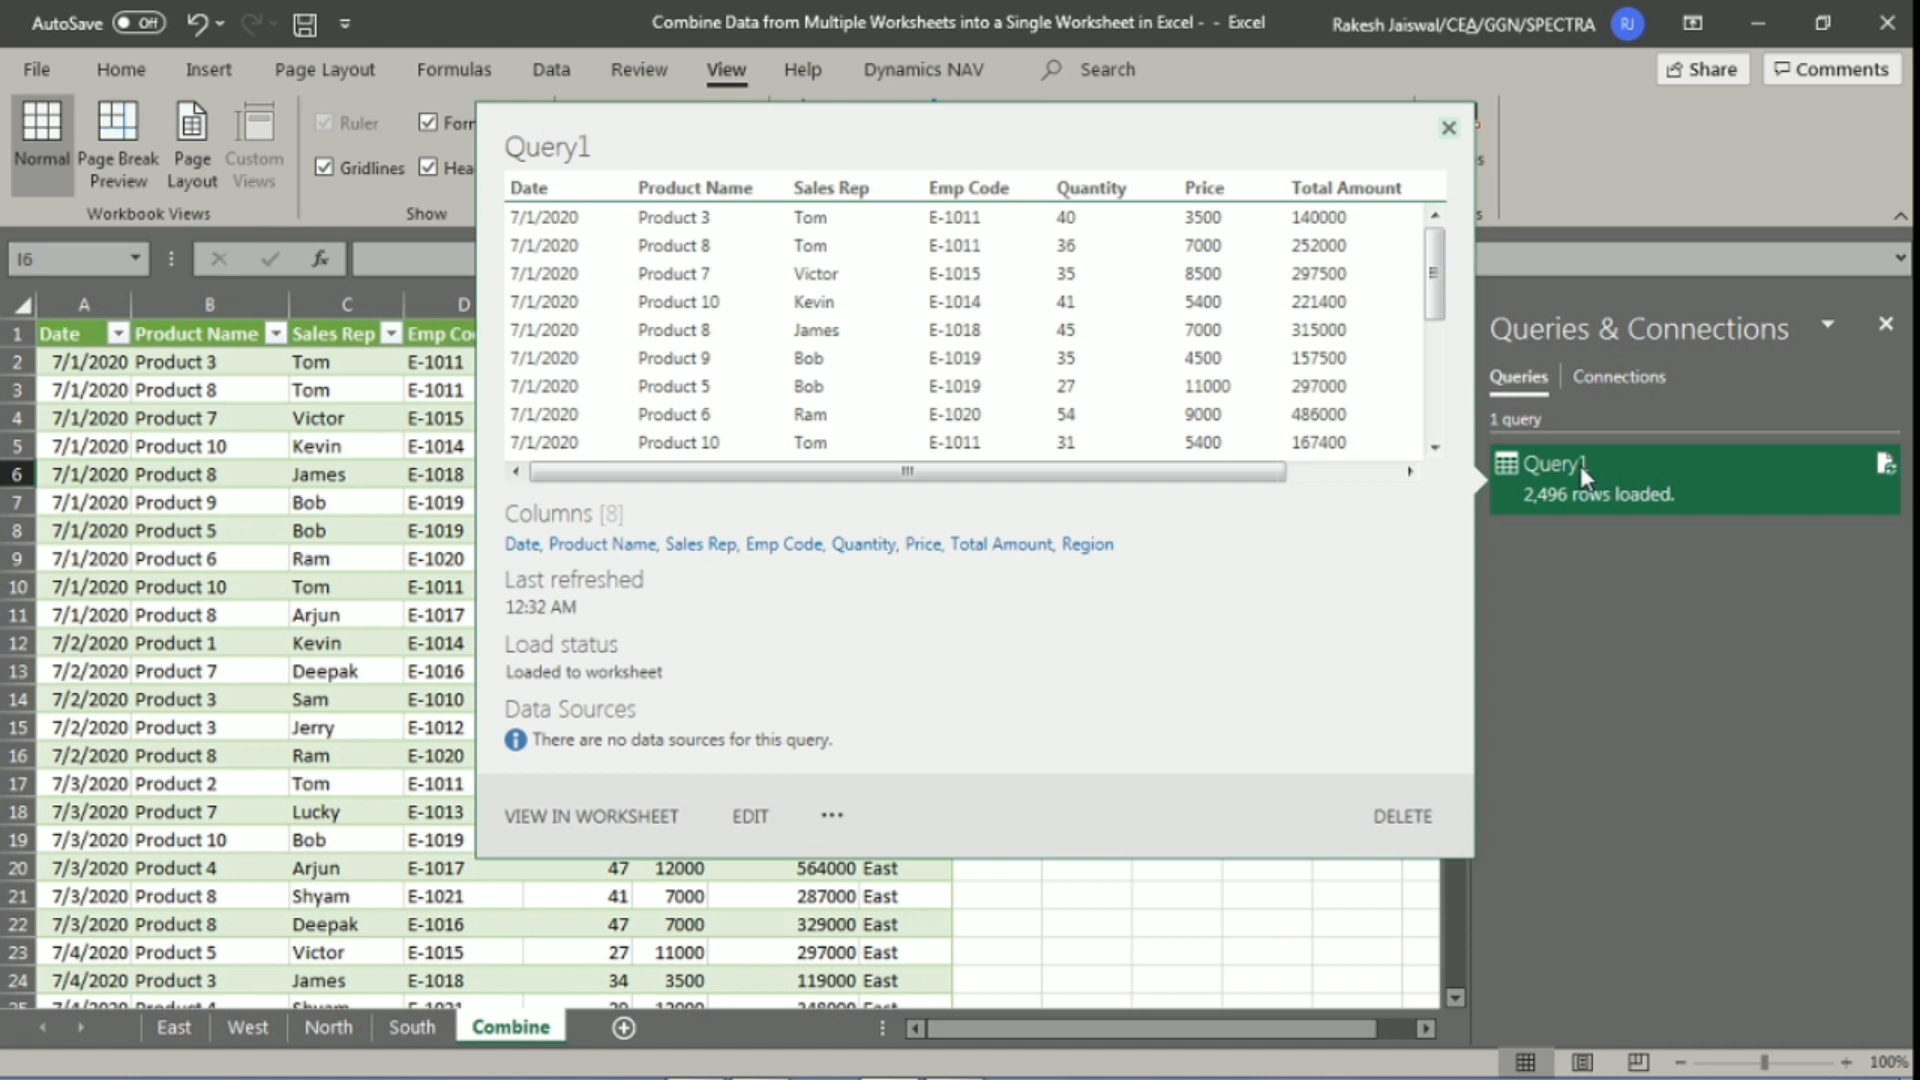 AutoSave Off
Combine Data from Multiple Worksheets into a Single Worksheet in Excel - - Excel
Rakesh Jaiswal/CEA/GGN/SPECTRA RJ
File Home Insert Page Layout Formulas Data Review View Help Dynamics NAV Search
Share Comments
Normal Page Break Preview Page Layout Custom Views
Ruler
Gridlines
Workbook Views Show
I6 fx
A B C D
1 Date Product Name Sales Rep Emp Co
2 7/1/2020 Product 3 Tom E-1011
3 7/1/2020 Product 8 Tom E-1011
4 7/1/2020 Product 7 Victor E-1015
5 7/1/2020 Product 10 Kevin E-1014
6 7/1/2020 Product 8 James E-1018
7 7/1/2020 Product 9 Bob E-1019
8 7/1/2020 Product 5 Bob E-1019
9 7/1/2020 Product 6 Ram E-1020
10 7/1/2020 Product 10 Tom E-1011
11 7/1/2020 Product 8 Arjun E-1017
12 7/2/2020 Product 1 Kevin E-1014
13 7/2/2020 Product 7 Deepak E-1016
14 7/2/2020 Product 3 Sam E-1010
15 7/2/2020 Product 3 Jerry E-1012
16 7/2/2020 Product 8 Ram E-1020
17 7/3/2020 Product 2 Tom E-1011
18 7/3/2020 Product 7 Lucky E-1013
19 7/3/2020 Product 10 Bob E-1019
20 7/3/2020 Product 4 Arjun E-1017 47 12000 564000 East
21 7/3/2020 Product 8 Shyam E-1021 41 7000 287000 East
22 7/3/2020 Product 8 Deepak E-1016 47 7000 329000 East
23 7/4/2020 Product 5 Victor E-1015 27 11000 297000 East
24 7/4/2020 Product 3 James E-1018 34 3500 119000 East
Query1
Date Product Name Sales Rep Emp Code Quantity Price Total Amount
7/1/2020 Product 3 Tom E-1011 40 3500 140000
7/1/2020 Product 8 Tom E-1011 36 7000 252000
7/1/2020 Product 7 Victor E-1015 35 8500 297500
7/1/2020 Product 10 Kevin E-1014 41 5400 221400
7/1/2020 Product 8 James E-1018 45 7000 315000
7/1/2020 Product 9 Bob E-1019 35 4500 157500
7/1/2020 Product 5 Bob E-1019 27 11000 297000
7/1/2020 Product 6 Ram E-1020 54 9000 486000
7/1/2020 Product 10 Tom E-1011 31 5400 167400
Columns [8]
Date, Product Name, Sales Rep, Emp Code, Quantity, Price, Total Amount, Region
Last refreshed
12:32 AM
Load status
Loaded to worksheet
Data Sources
There are no data sources for this query.
VIEW IN WORKSHEET EDIT ... DELETE
Queries & Connections
Queries Connections
1 query
Query1
2,496 rows loaded.
East West North South Combine
100%